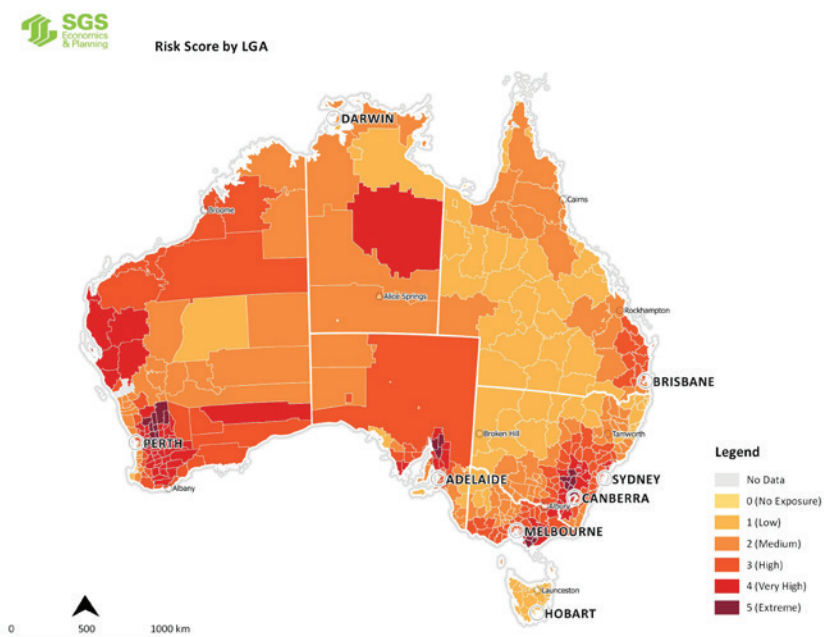 SGS
Economics
& Planning
Risk Score by LGA
DARWIN
Cairns
Broome
Alice Springs
Rockhampton
BRISBANE
Broken Hill
Tamworth
PERTH
Albany
ADELAIDE
SYDNEY
CANBERRA
Albury
MELBOURNE
Launceston
HOBART
Legend
No Data
0 (No Exposure)
1 (Low)
2 (Medium)
3 (High)
4 (Very High)
5 (Extreme)
0 500 1000 km